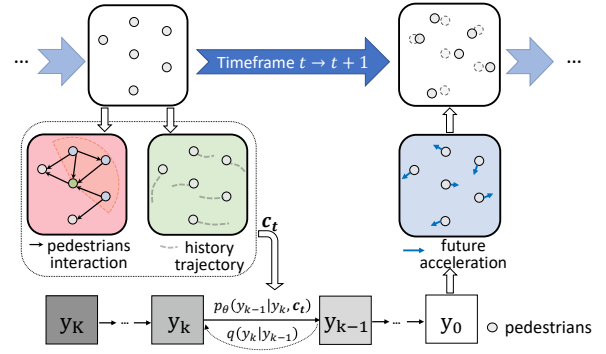 ...
Timeframe t → t + 1
...
pedestrians
interaction
history
trajectory
c_t
future
acceleration
y_K
...
y_k
p_θ(y_{k−1}|y_k, c_t)
q(y_k|y_{k−1})
y_{k−1}
...
y_0
pedestrians